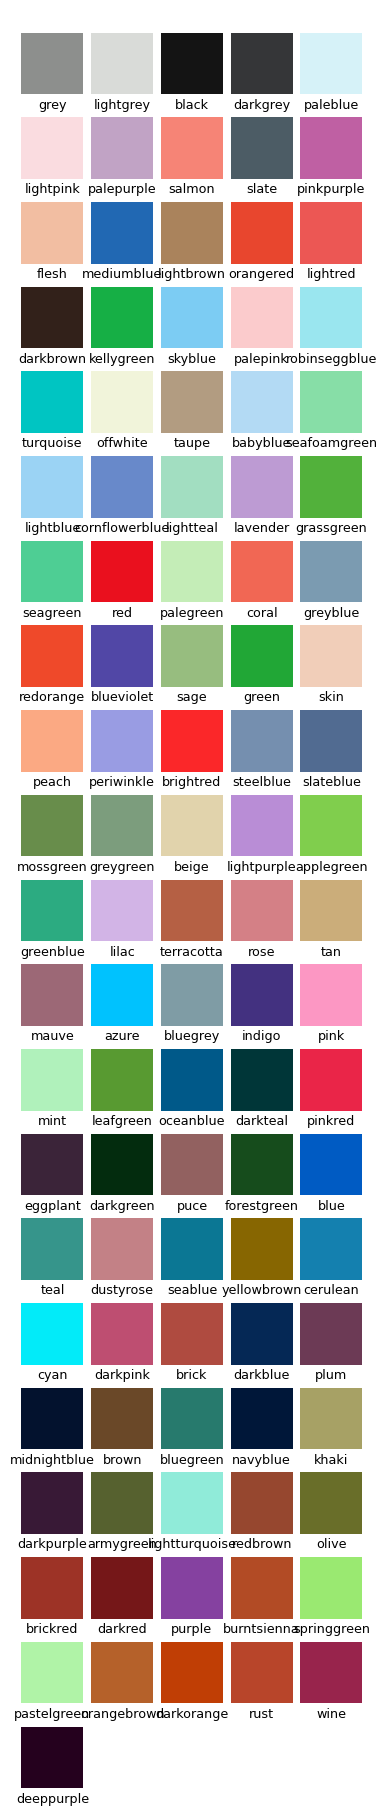 grey lightgrey black darkgrey paleblue
lightpink palepurple salmon slate pinkpurple
flesh mediumblue lightbrown orangered lightred
darkbrown kellygreen skyblue palepink robinseggblue
turquoise offwhite taupe babyblue seafoamgreen
lightblue cornflowerblue lightteal lavender grassgreen
seagreen red palegreen coral greyblue
redorange blueviolet sage green skin
peach periwinkle brightred steelblue slateblue
mossgreen greygreen beige lightpurple applegreen
greenblue lilac terracotta rose tan
mauve azure bluegrey indigo pink
mint leafgreen oceanblue darkteal pinkred
eggplant darkgreen puce forestgreen blue
teal dustyrose seablue yellowbrown cerulean
cyan darkpink brick darkblue plum
midnightblue brown bluegreen navyblue khaki
darkpurple armygreen lightturquoise redbrown olive
brickred darkred purple burntsienna springgreen
pastelgreen orangebrown darkorange rust wine
deeppurple